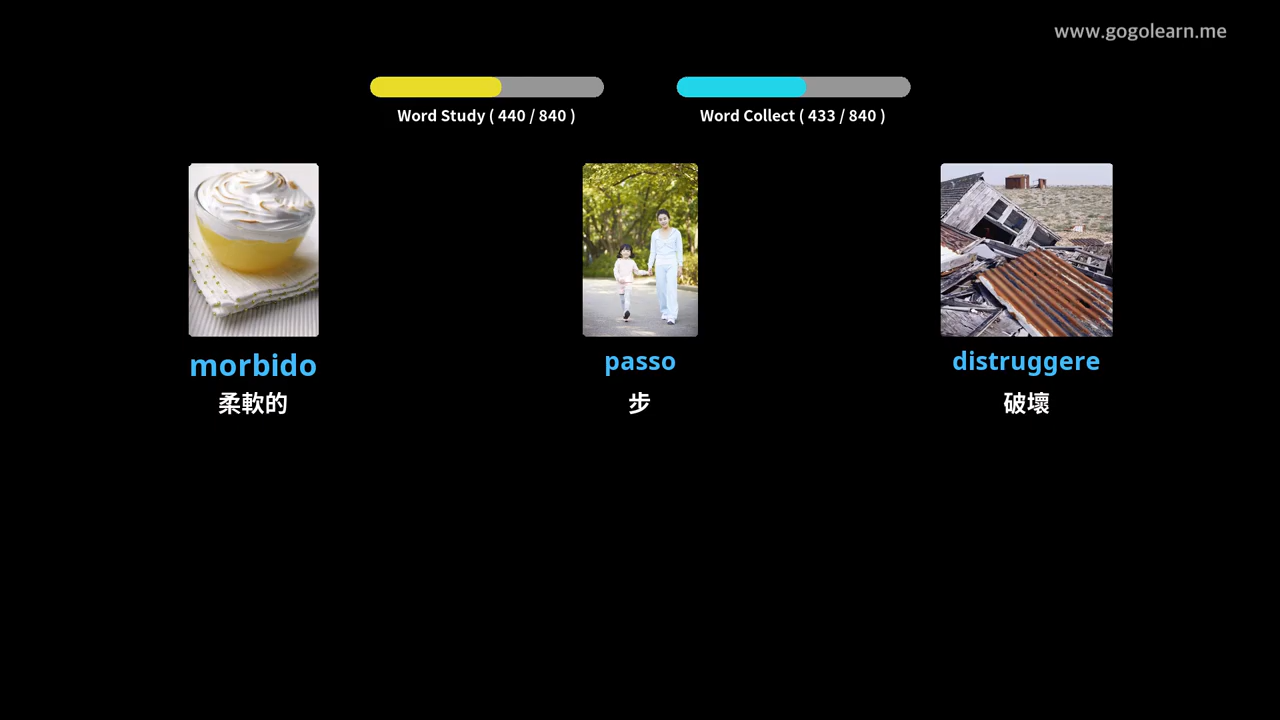 www.gogolearn.me
Word Study ( 440 / 840 )
Word Collect ( 433 / 840 )
morbido
柔軟的
passo
步
distruggere
破壞